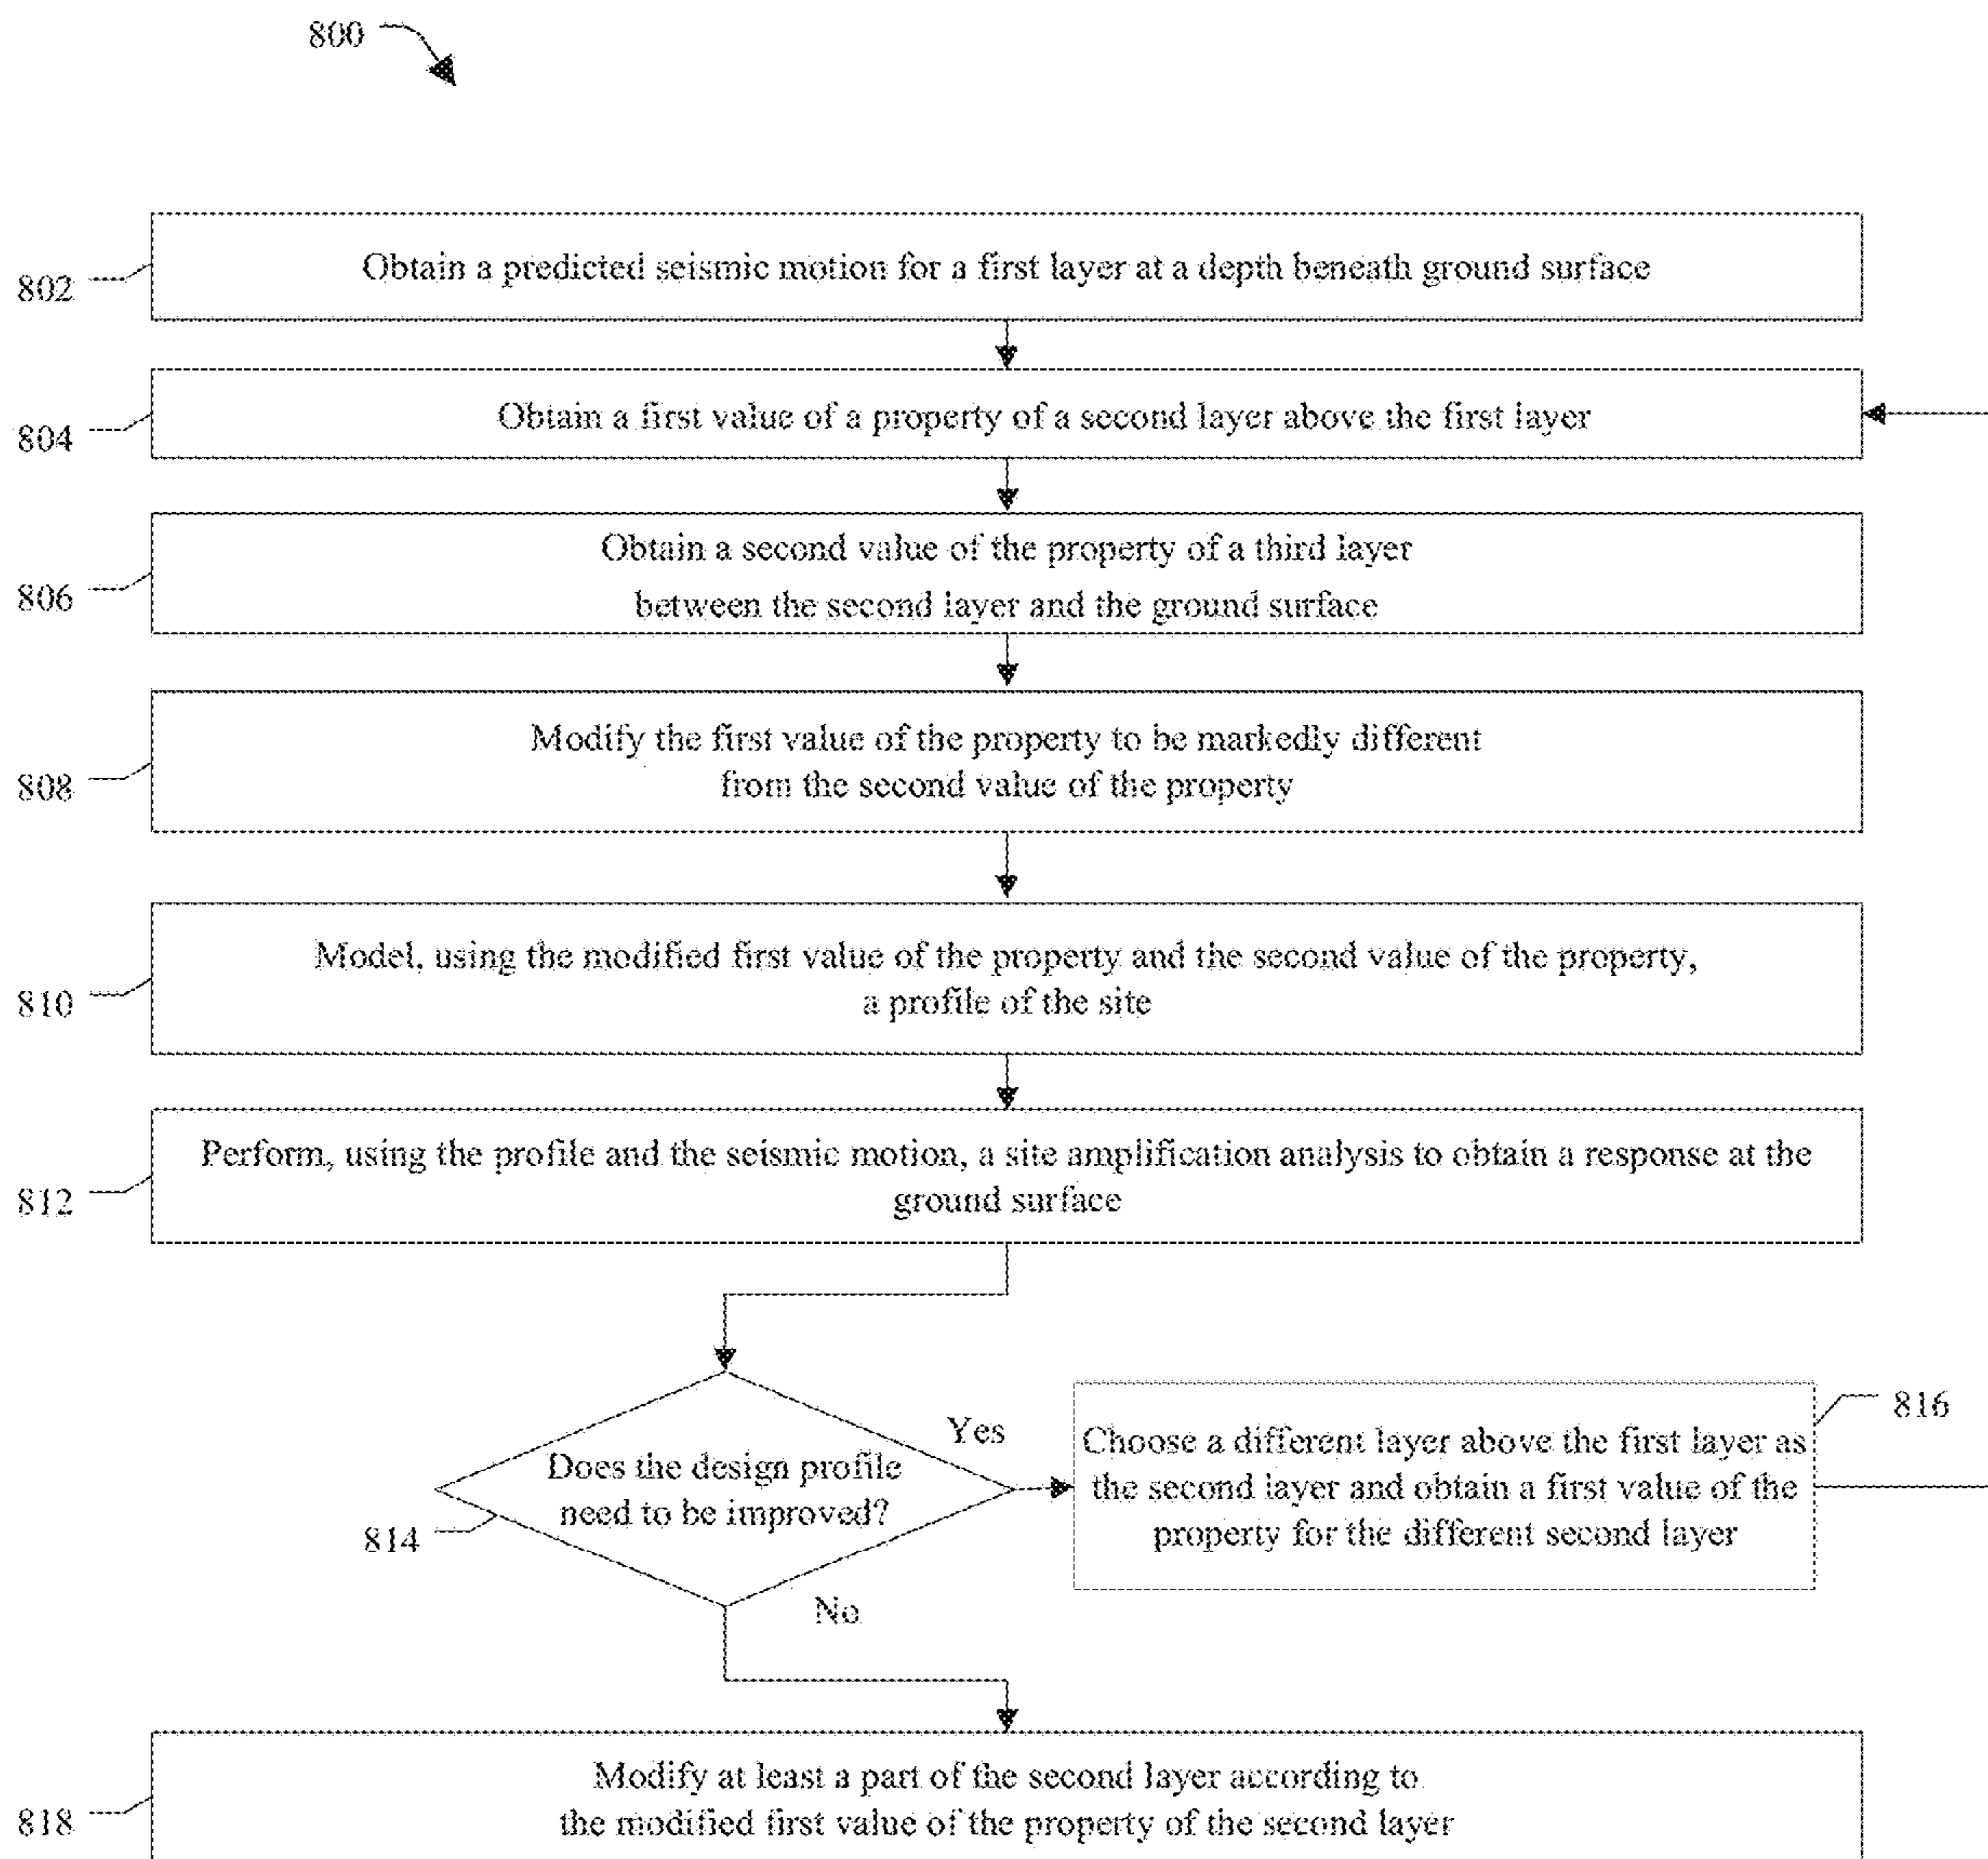 800
802
Obtain a predicted seismic motion for a first layer at a depth beneath ground surface
804
Obtain a first value of a property of a second layer above the first layer
806
Obtain a second value of the property of a third layer
between the second layer and the ground surface
808
Modify the first value of the property to be markedly different
from the second value of the property
810
Model, using the modified first value of the property and the second value of the property,
a profile of the site
812
Perform, using the profile and the seismic motion, a site amplification analysis to obtain a response at the
ground surface
814
Does the design profile
need to be improved?
Yes
816
Choose a different layer above the first layer as
the second layer and obtain a first value of the
property for the different second layer
No
818
Modify at least a part of the second layer according to
the modified first value of the property of the second layer